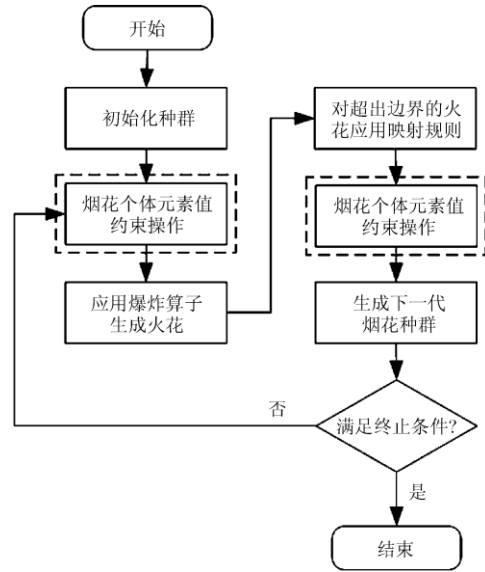 开始
初始化种群
烟花个体元素值
约束操作
应用爆炸算子
生成火花
对超出边界的火
花应用映射规则
烟花个体元素值
约束操作
生成下一代
烟花种群
满足终止条件?
否
是
结束